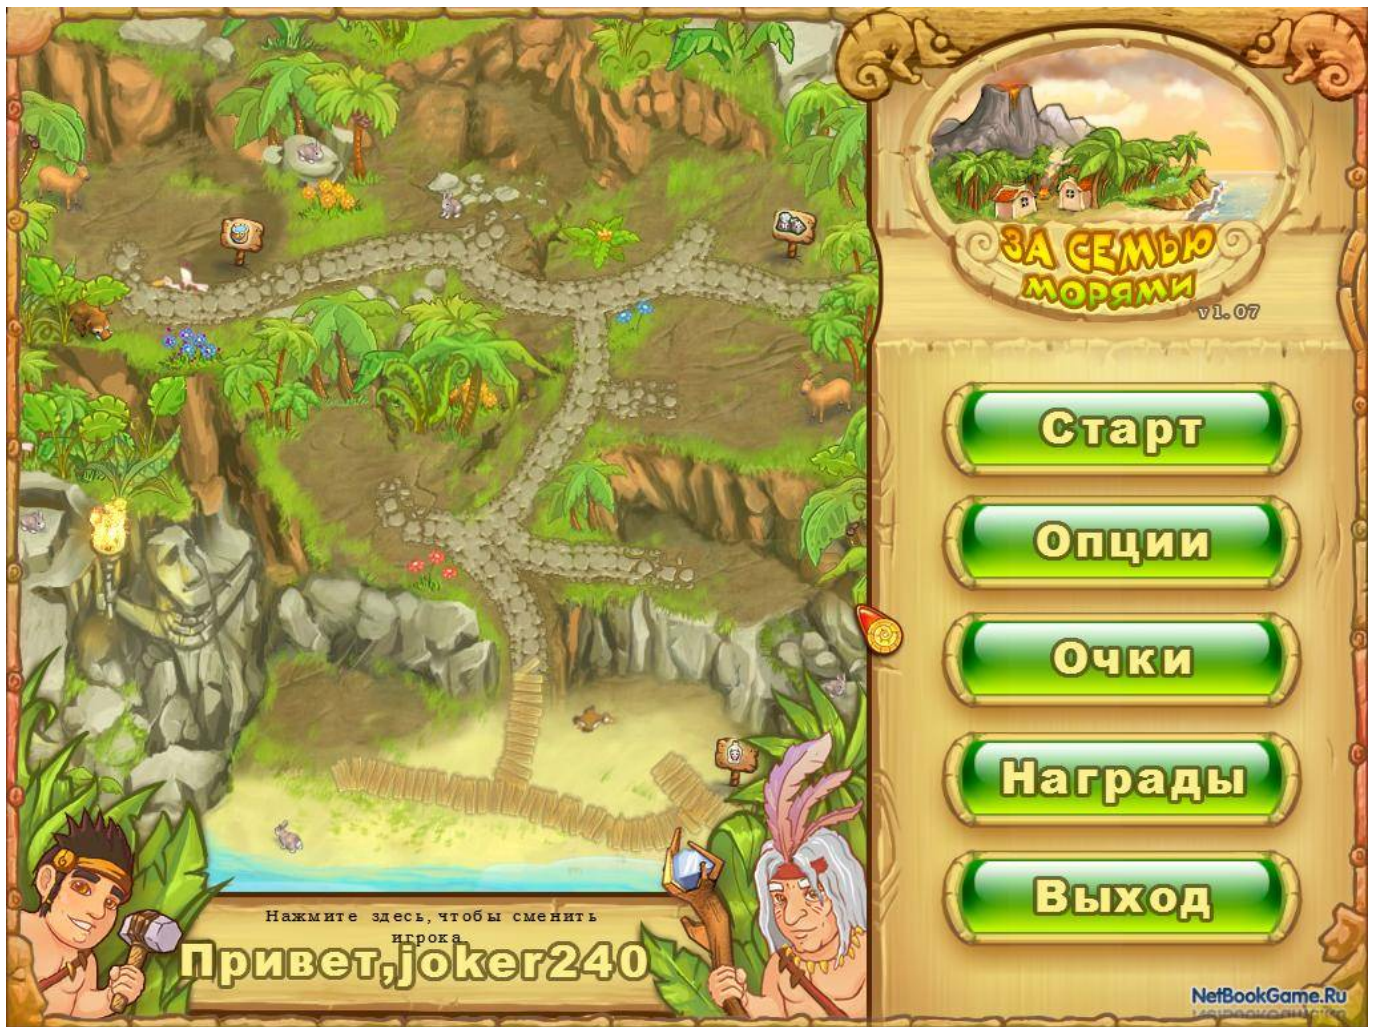 ЗА СЕМЬЮ
МОРЯМИ
v1.07
Старт
Опции
Очки
Награды
Выход
Нажмите здесь,чтобы сменить
игрока
Привет,joker240
NetBookGame.Ru